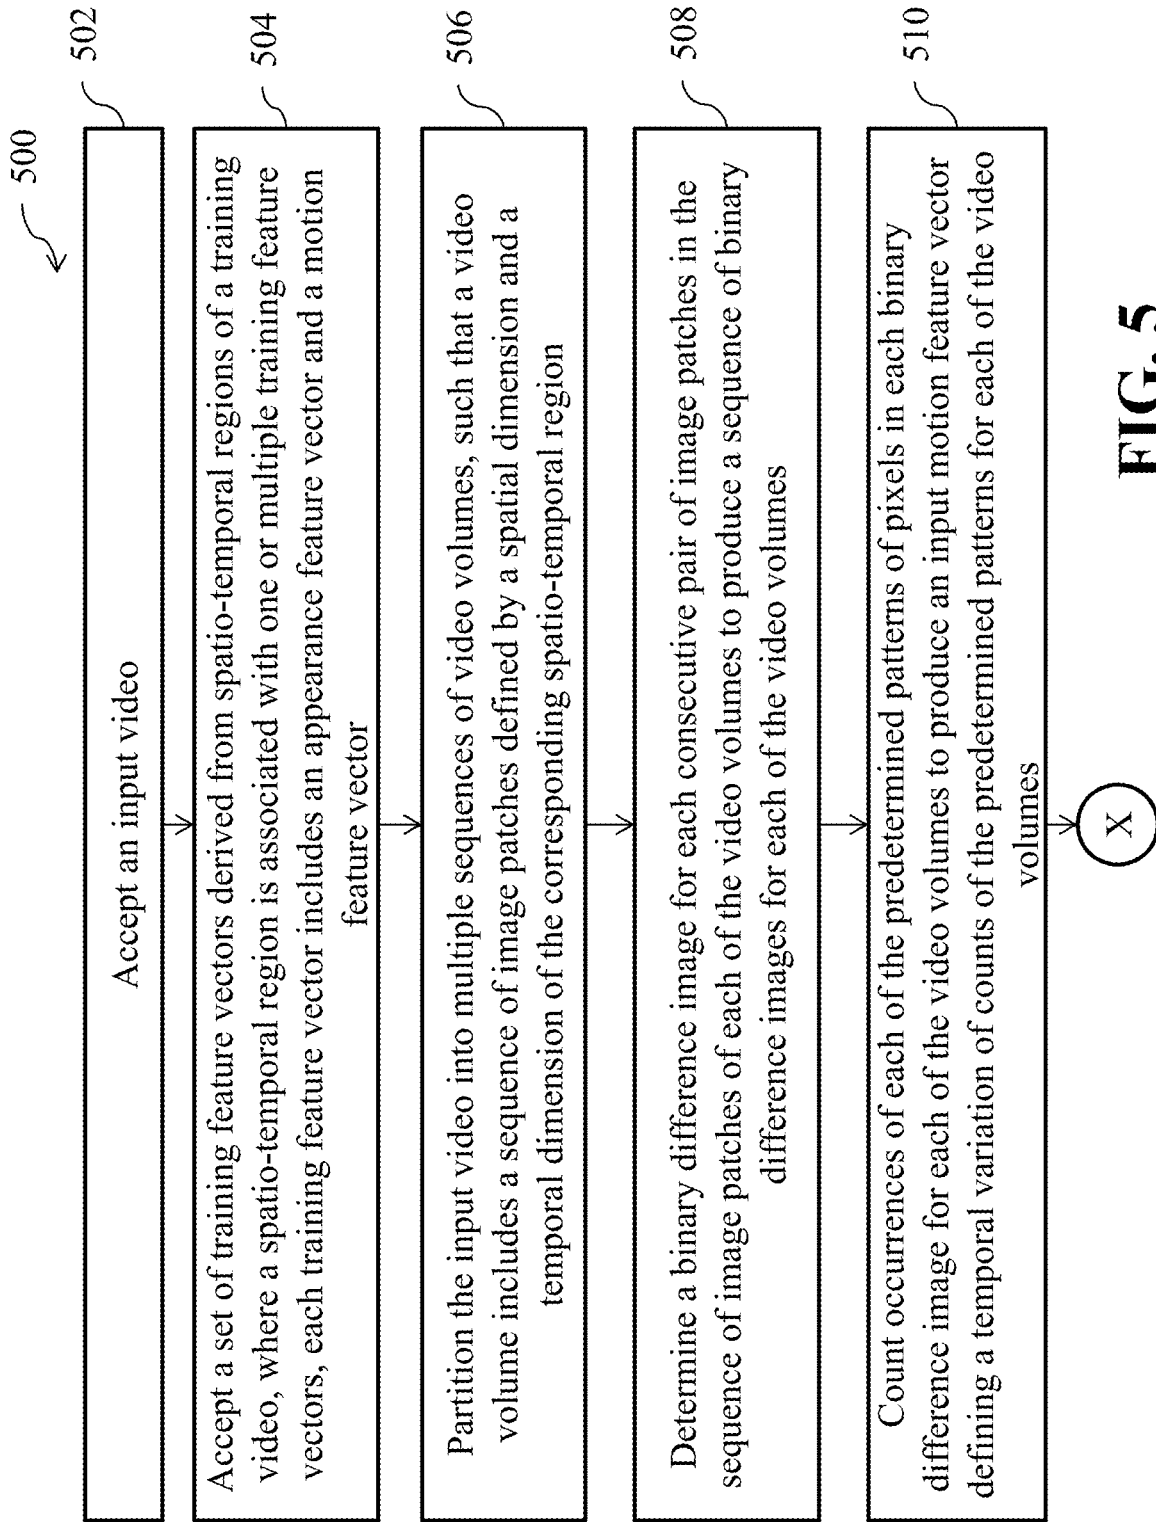 500
502
Accept an input video
504
Accept a set of training feature vectors derived from spatio-temporal regions of a training
video, where a spatio-temporal region is associated with one or multiple training feature
vectors, each training feature vector includes an appearance feature vector and a motion
feature vector
506
Partition the input video into multiple sequences of video volumes, such that a video
volume includes a sequence of image patches defined by a spatial dimension and a
temporal dimension of the corresponding spatio-temporal region
508
Determine a binary difference image for each consecutive pair of image patches in the
sequence of image patches of each of the video volumes to produce a sequence of binary
difference images for each of the video volumes
510
Count occurrences of each of the predetermined patterns of pixels in each binary
difference image for each of the video volumes to produce an input motion feature vector
defining a temporal variation of counts of the predetermined patterns for each of the video
volumes
X
FIG. 5